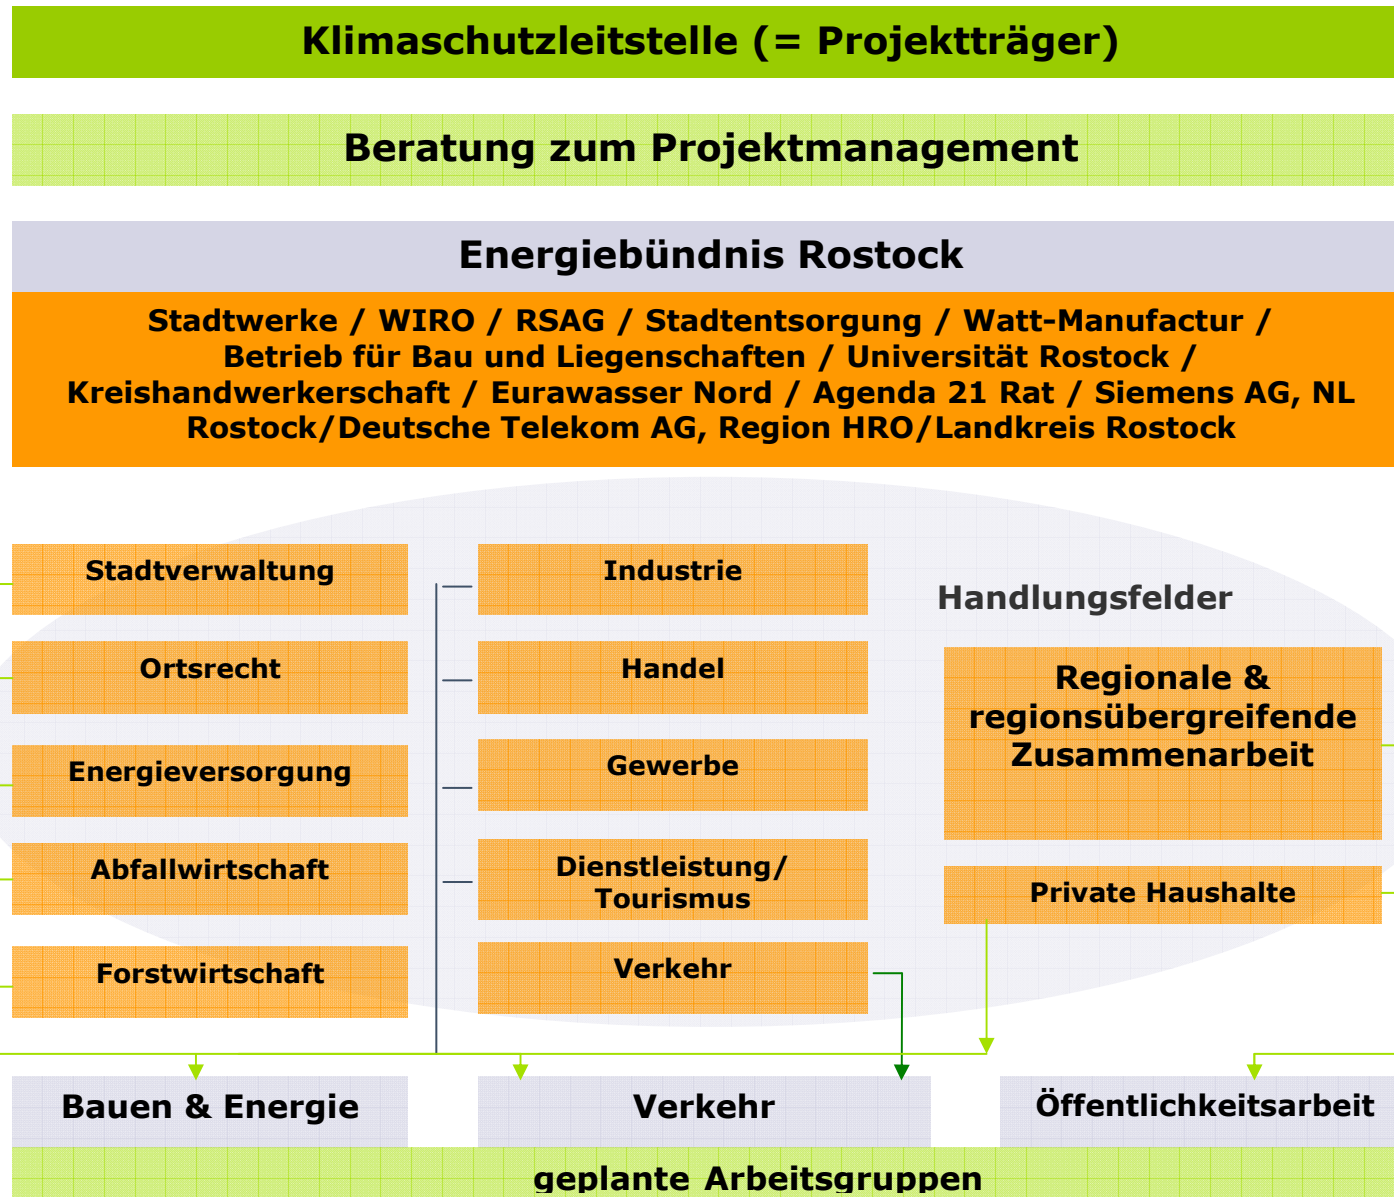 Klimaschutzleitstelle (= Projektträger)
Beratung zum Projektmanagement
Energiebündnis Rostock
Stadtwerke / WIRO / RSAG / Stadtentsorgung / Watt-Manufactur /
Betrieb für Bau und Liegenschaften / Universität Rostock /
Kreishandwerkerschaft / Eurawasser Nord / Agenda 21 Rat / Siemens AG, NL
Rostock/Deutsche Telekom AG, Region HRO/Landkreis Rostock
Stadtverwaltung
Ortsrecht
Energieversorgung
Abfallwirtschaft
Forstwirtschaft
Industrie
Handel
Gewerbe
Dienstleistung/
Tourismus
Verkehr
Handlungsfelder
Regionale &
regionsübergreifende
Zusammenarbeit
Private Haushalte
Bauen & Energie
Verkehr
Öffentlichkeitsarbeit
geplante Arbeitsgruppen